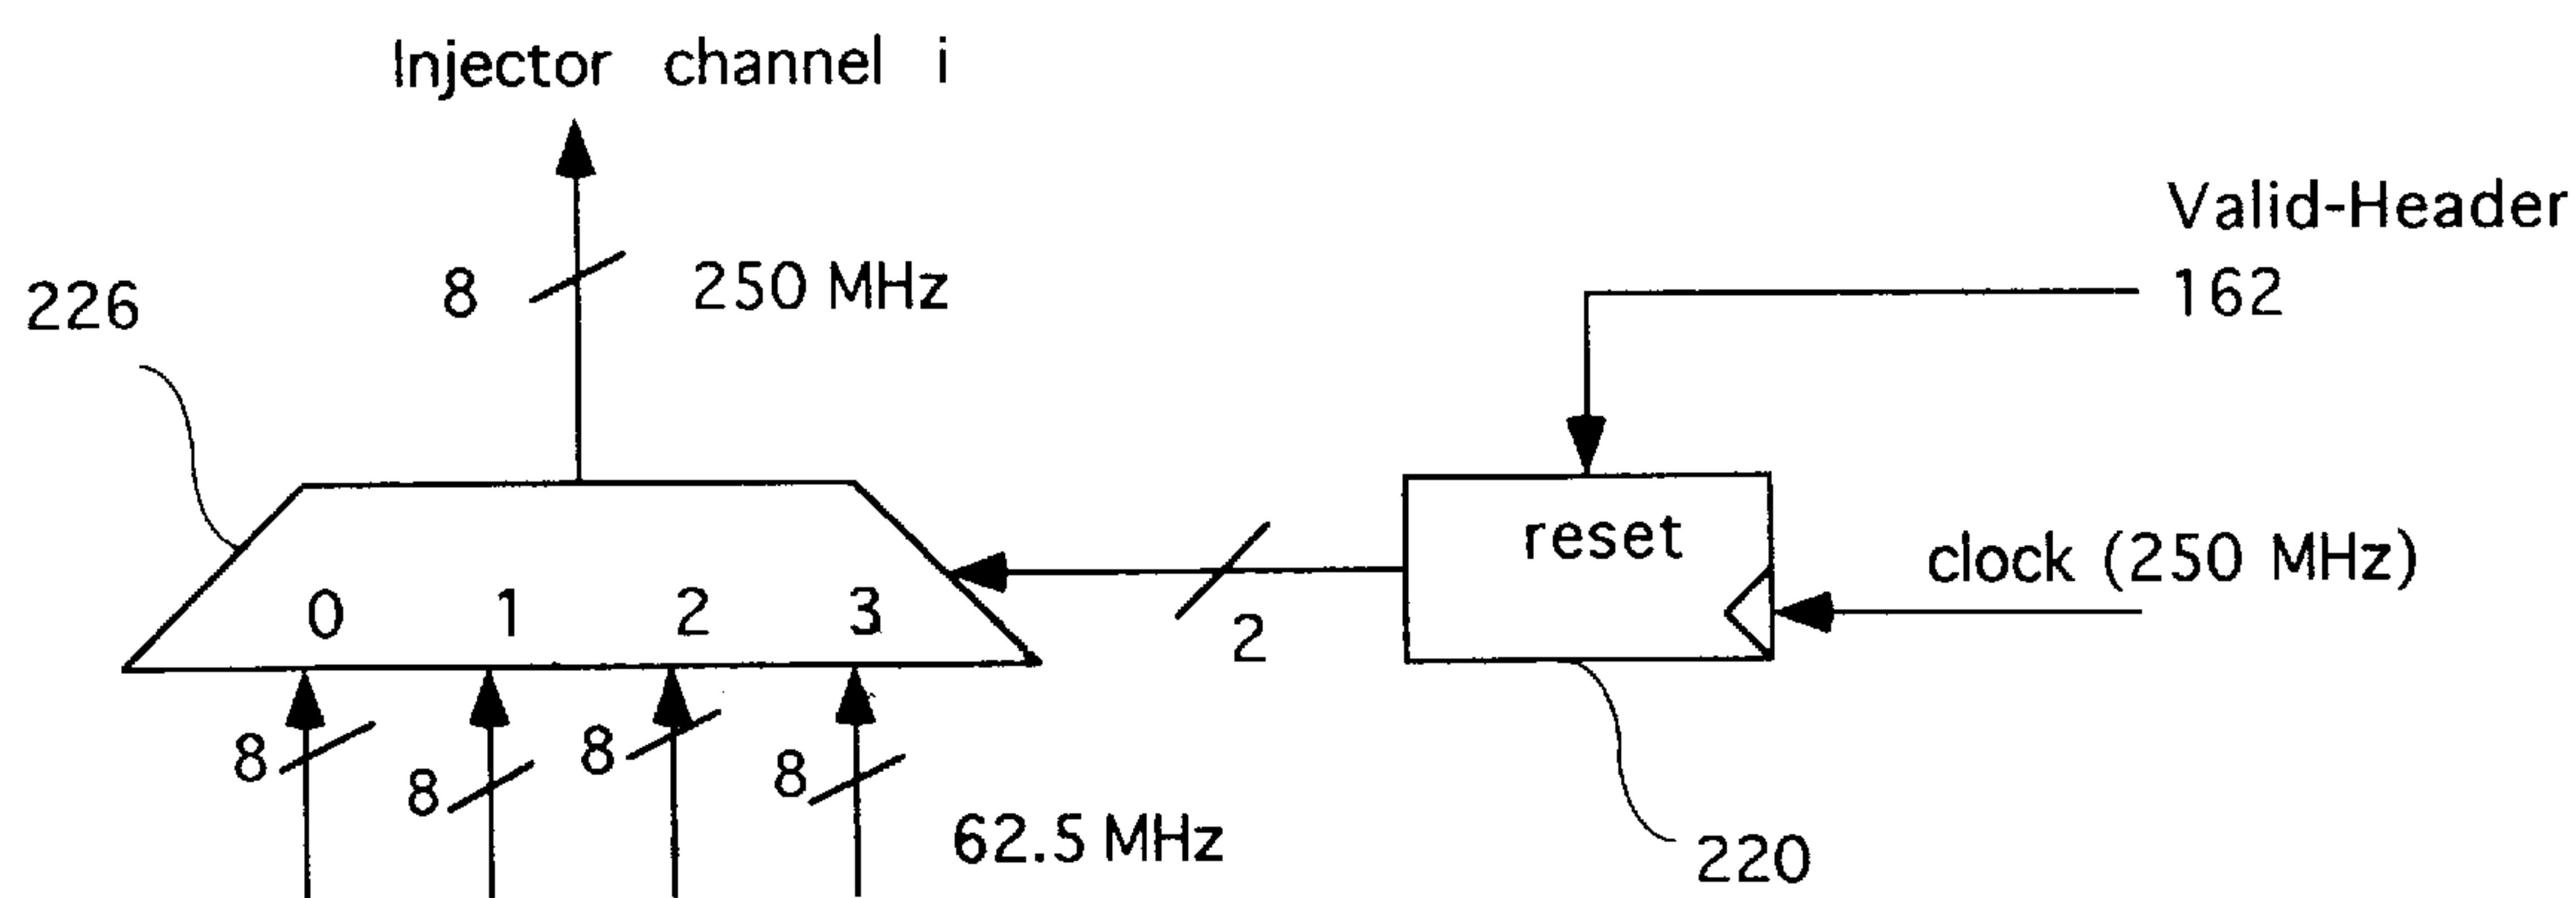 Injector channel i
Valid-Header
162
8
250 MHz
226
reset
clock (250 MHz)
0 1 2 3
2
8 8 8 8
62.5 MHz
220